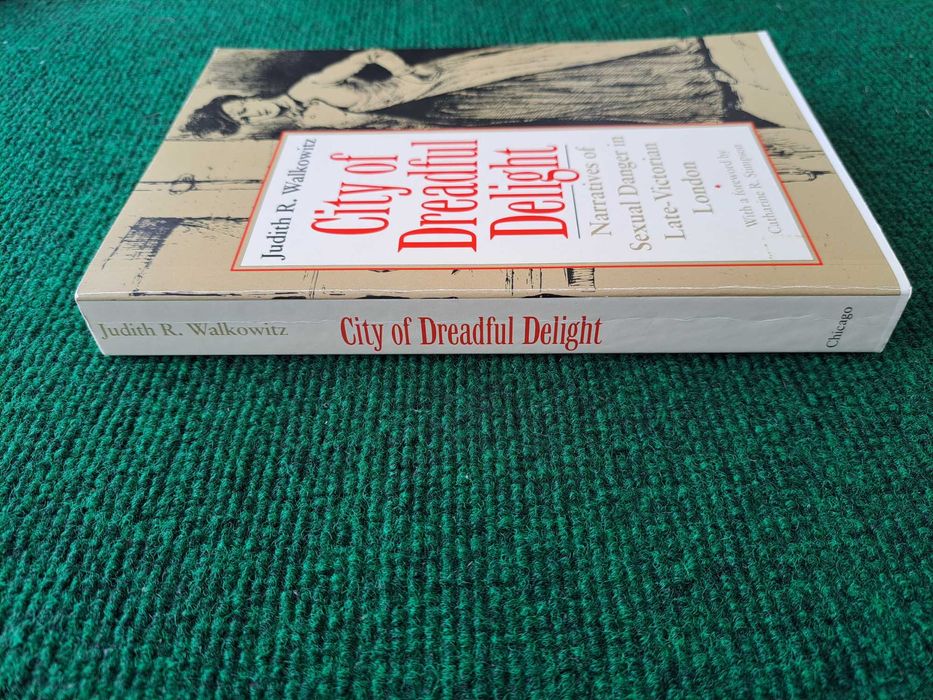 Judith R. Walkowitz
City of
Dreadful
Delight
Narratives of
Sexual Danger in
Late-Victorian
London
With a foreword by
Catharine R. Stimpson
Judith R. Walkowitz
City of Dreadful Delight
Chicago